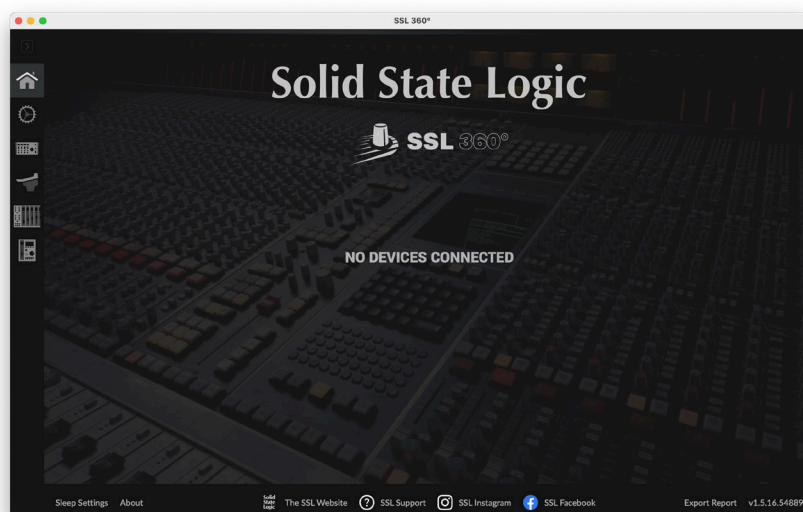 SSL 360°
Solid State Logic
SSL 360°
NO DEVICES CONNECTED
Sleep Settings About Solid State Logic The SSL Website ? SSL Support SSL Instagram SSL Facebook Export Report v1.5.16.54889